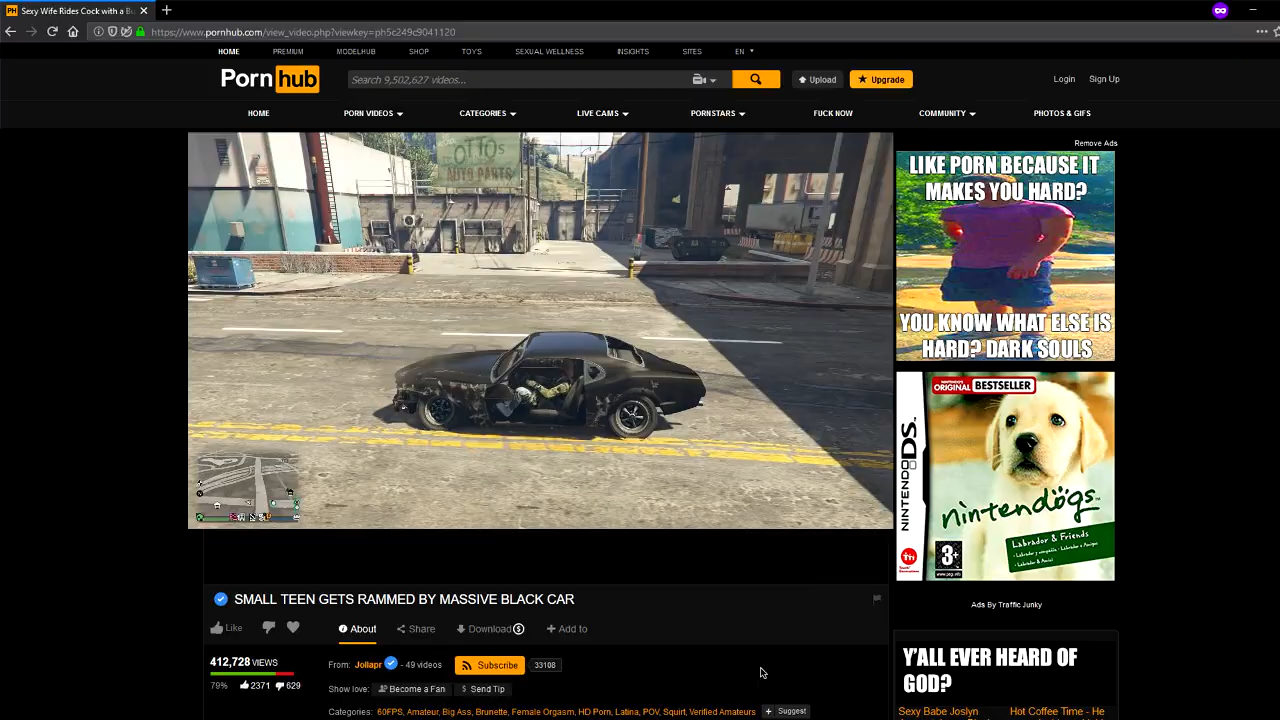 Sexy Wife Rides Cock with a Bu
https://www.pornhub.com/view_video.php?viewkey=ph5c249c9041120
HOME PREMIUM MODELHUB SHOP TOYS SEXUAL WELLNESS INSIGHTS SITES EN
Pornhub
Search 9,502,627 videos...
Upload
Upgrade
Login Sign Up
HOME PORN VIDEOS CATEGORIES LIVE CAMS PORNSTARS FUCK NOW COMMUNITY PHOTOS & GIFS
Remove Ads
OTTOs
AUTO PARTS
LIKE PORN BECAUSE IT
MAKES YOU HARD?
YOU KNOW WHAT ELSE IS
HARD? DARK SOULS
NINTENDO DS
NINTENDO
ORIGINAL BESTSELLER
nintendogs
Labrador & Friends
3+
Ads By Traffic Junky
SMALL TEEN GETS RAMMED BY MASSIVE BLACK CAR
Like
About Share Download Add to
412,728 VIEWS
79% 2371 629
From: Jollapr - 49 videos Subscribe 33108
Show love: Become a Fan Send Tip
Categories: 60FPS, Amateur, Big Ass, Brunette, Female Orgasm, HD Porn, Latina, POV, Squirt, Verified Amateurs + Suggest
Y'ALL EVER HEARD OF
GOD?
Sexy Babe Joslyn
Hot Coffee Time - He